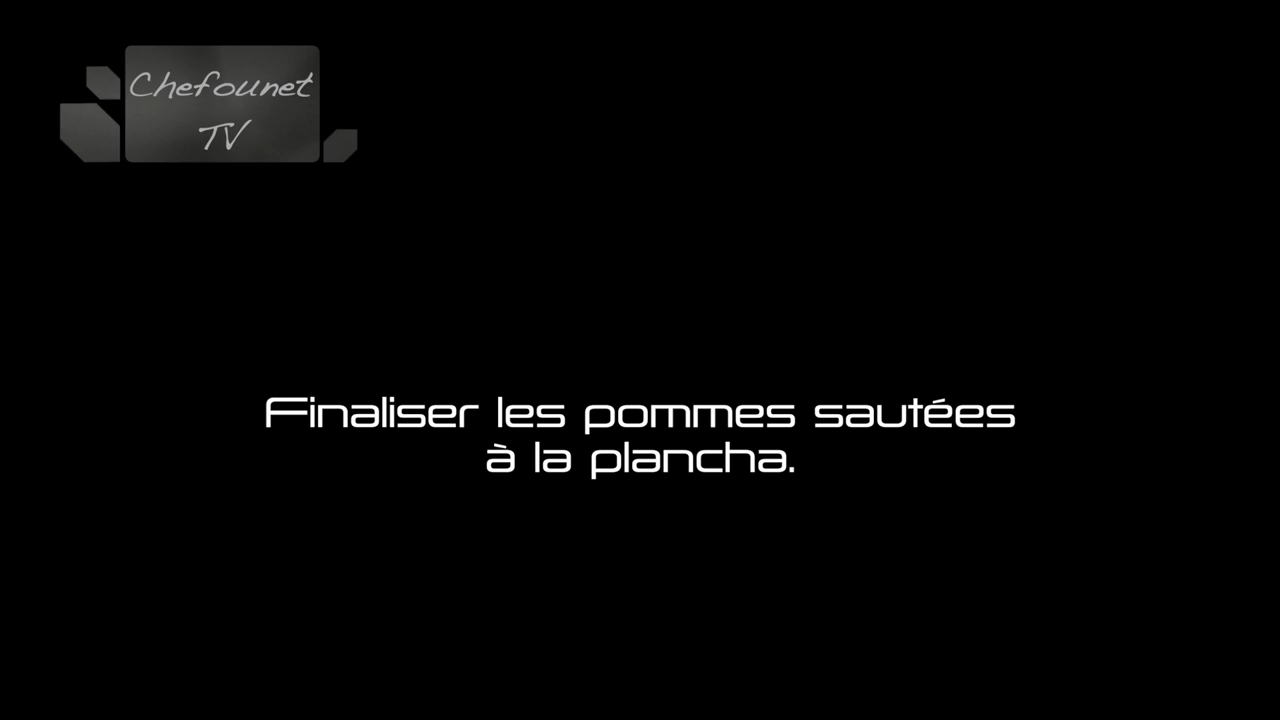 Chefounet
TV
Finaliser les pommes sautées
à la plancha.